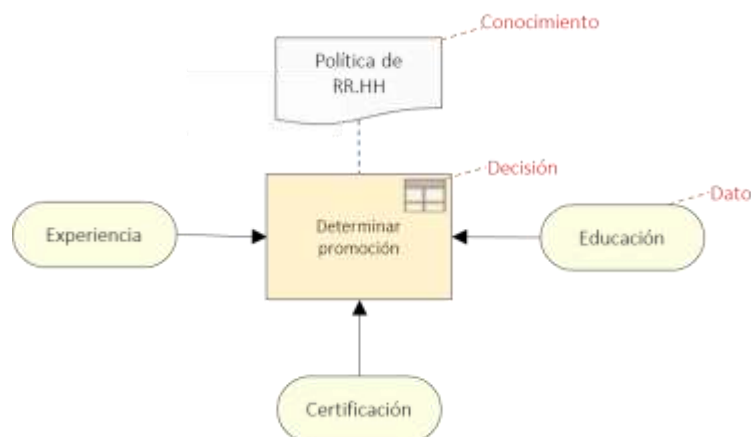 Conocimiento
Política de
RR.HH
Decisión
Dato
Experiencia
Determinar
promoción
Educación
Certificación